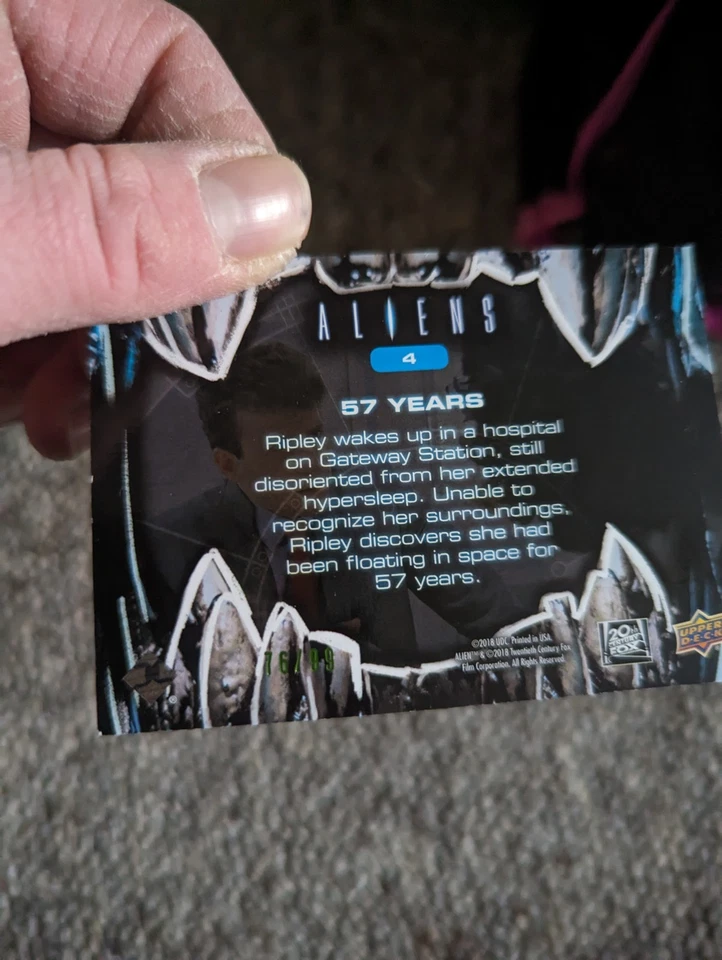 ALIENS
4
57 YEARS
Ripley wakes up in a hospital
on Gateway Station, still
disoriented from her extended
hypersleep. Unable to
recognize her surroundings,
Ripley discovers she had
been floating in space for
57 years.
76/99
©2018 UDC. Printed in USA.
ALIEN™ & ©2018 Twentieth Century Fox
Film Corporation. All Rights Reserved.
®
20th
CENTURY
FOX
UPPER
DECK